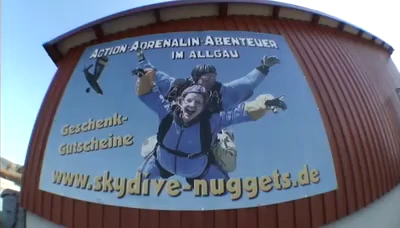 Action-Adrenalin Abenteuer
im Allgäu
Geschenk-
Gutscheine
www.skydive-nuggets.de